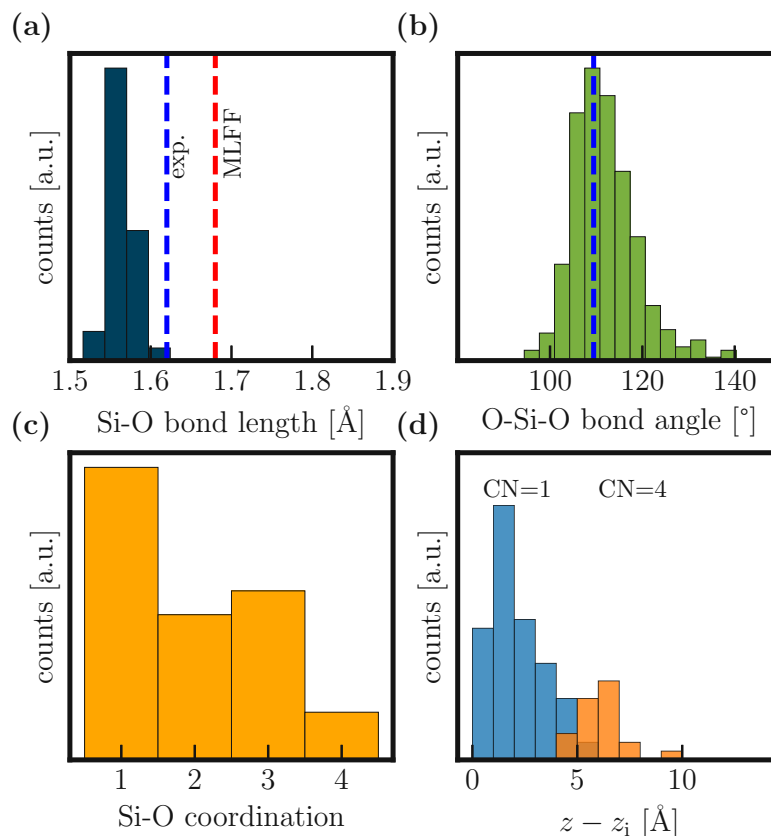 (a)
counts [a.u.]
exp.
MLFF
1.5 1.6 1.7 1.8 1.9
Si-O bond length [Å]
(b)
counts [a.u.]
100 120 140
O-Si-O bond angle [°]
(c)
counts [a.u.]
1 2 3 4
Si-O coordination
(d)
counts [a.u.]
CN=1 CN=4
0 5 10
z − zᵢ [Å]